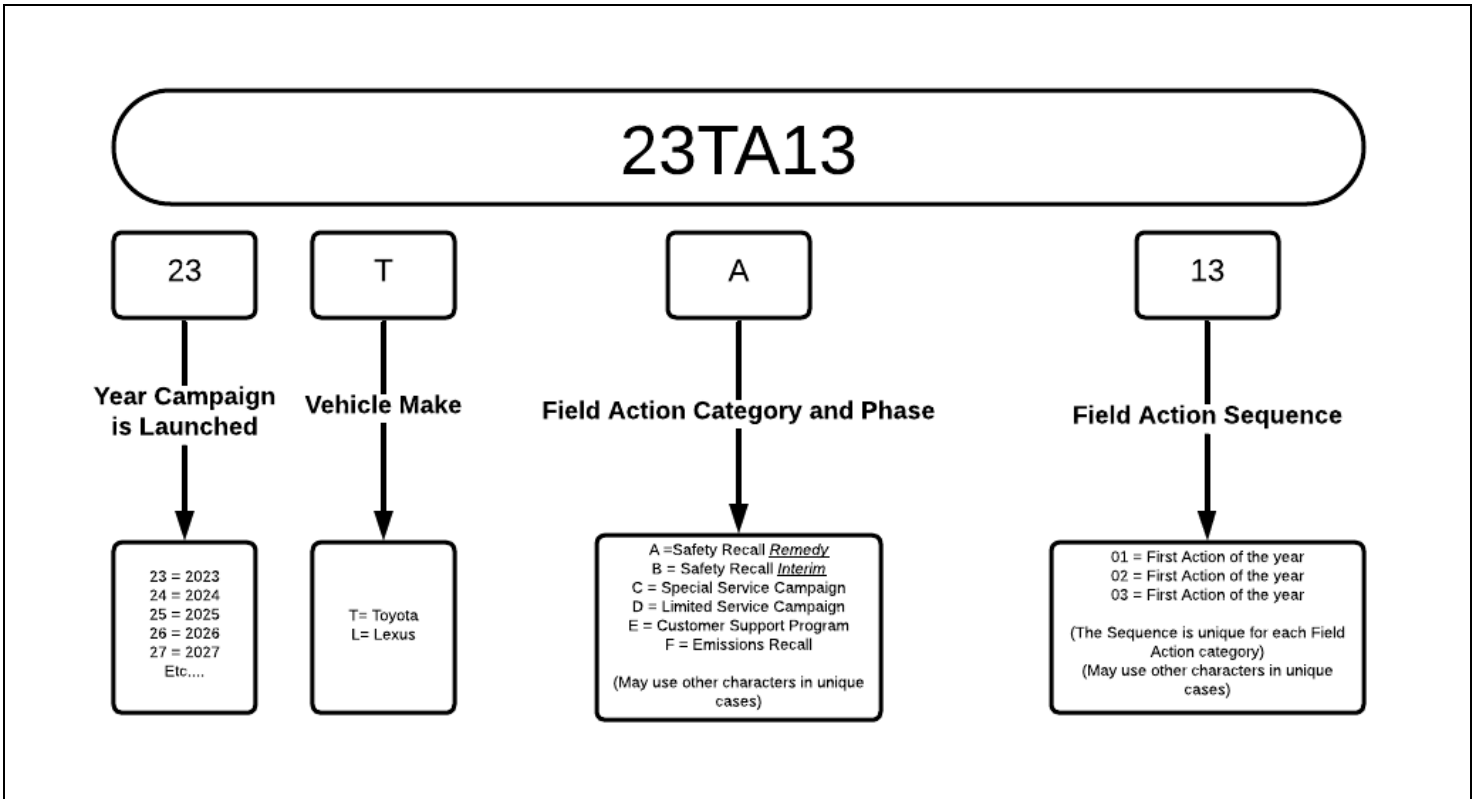 23TA13
23
T
A
13
Year Campaign
is Launched
Vehicle Make
Field Action Category and Phase
Field Action Sequence
23 = 2023
24 = 2024
25 = 2025
26 = 2026
27 = 2027
Etc....
T= Toyota
L= Lexus
A =Safety Recall Remedy
B = Safety Recall Interim
C = Special Service Campaign
D = Limited Service Campaign
E = Customer Support Program
F = Emissions Recall
(May use other characters in unique
cases)
01 = First Action of the year
02 = First Action of the year
03 = First Action of the year
(The Sequence is unique for each Field
Action category)
(May use other characters in unique
cases)